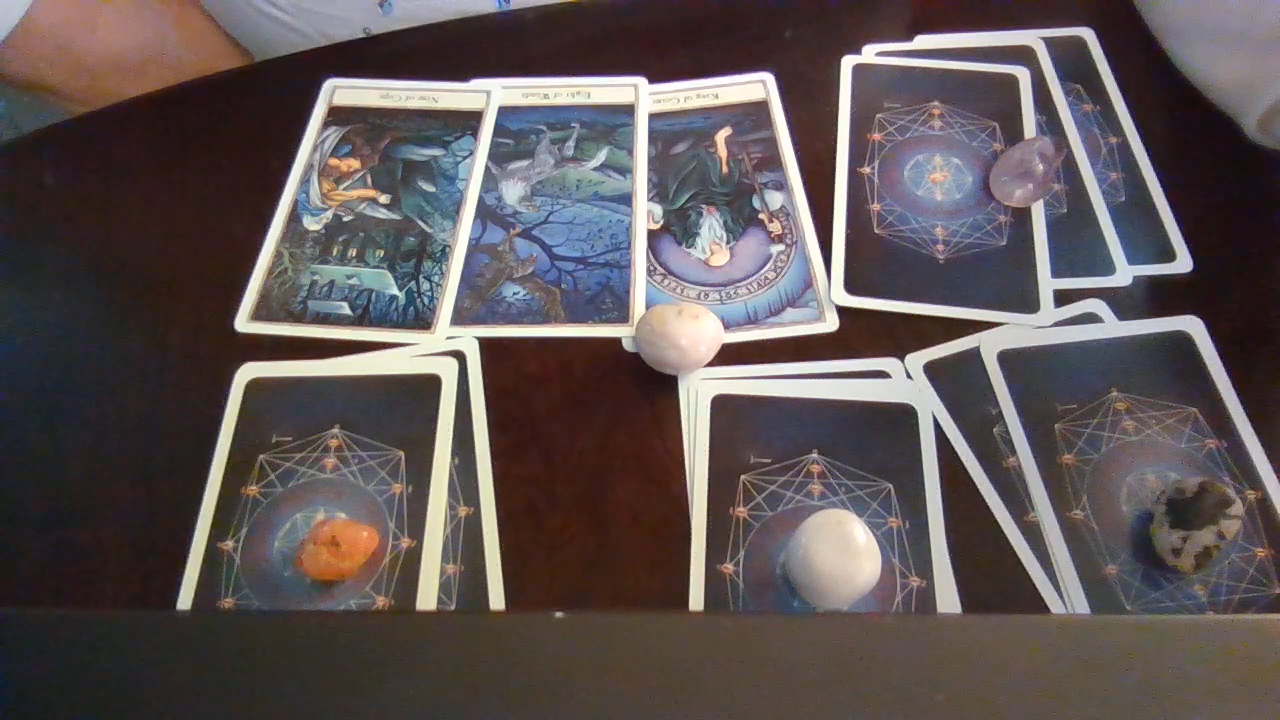 Nine of Cups
Eight of Wands
King of Coins